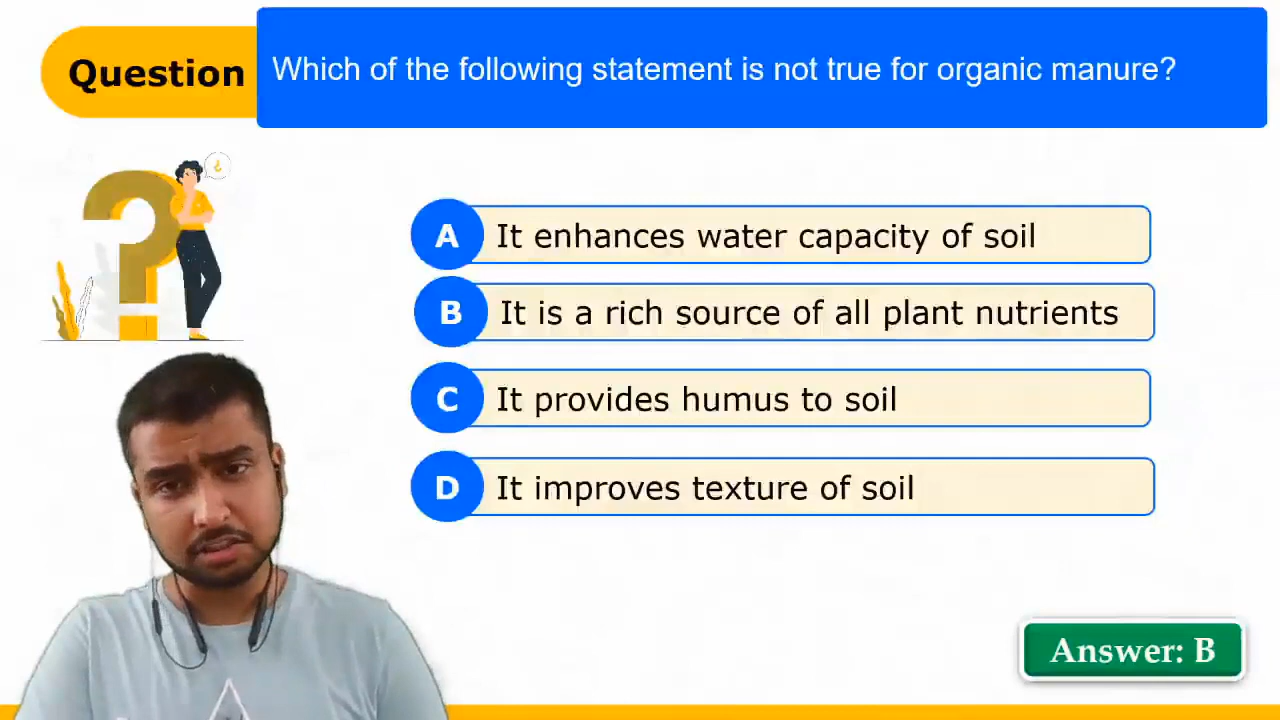 Question
Which of the following statement is not true for organic manure?
A It enhances water capacity of soil
B It is a rich source of all plant nutrients
C It provides humus to soil
D It improves texture of soil
Answer: B